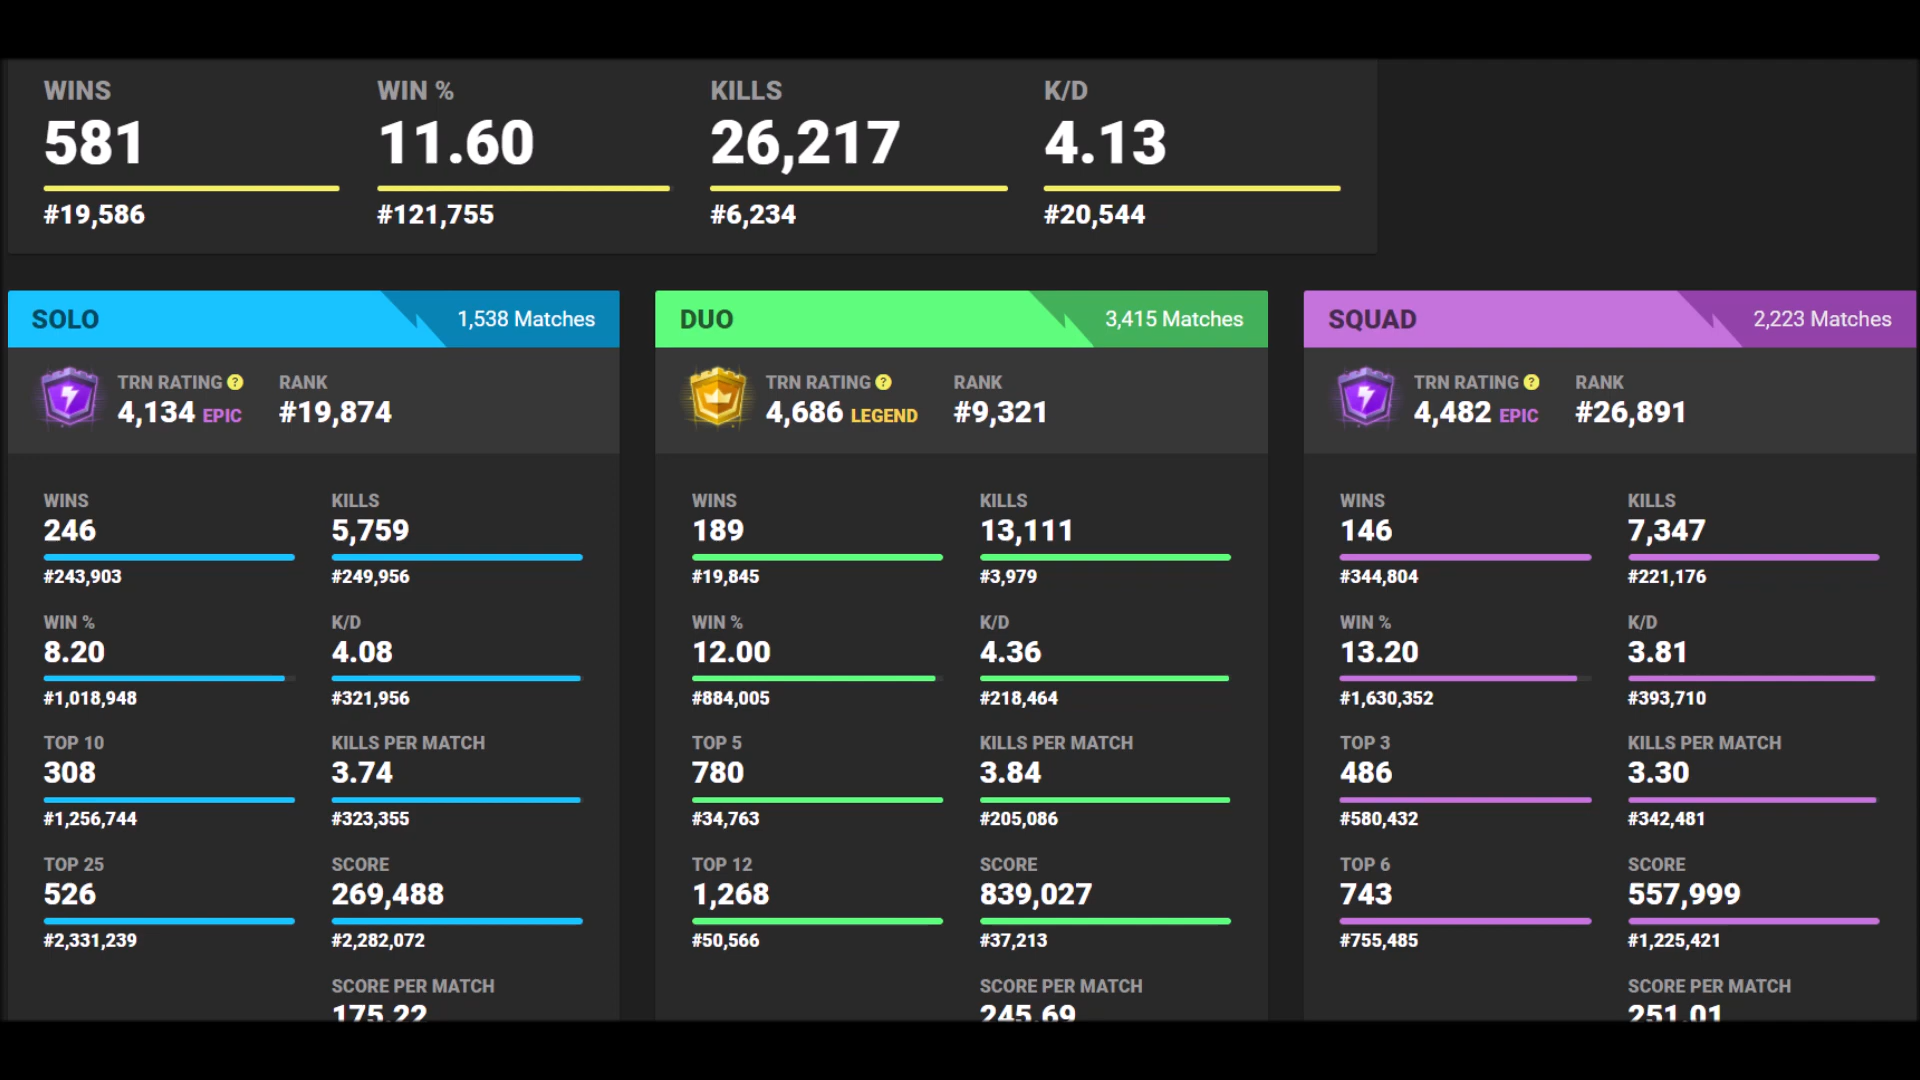 WINS WIN % KILLS K/D
581 11.60 26,217 4.13
#19,586 #121,755 #6,234 #20,544
SOLO 1,538 Matches
TRN RATING ? RANK
4,134 EPIC #19,874
WINS KILLS
246 5,759
#243,903 #249,956
WIN % K/D
8.20 4.08
#1,018,948 #321,956
TOP 10 KILLS PER MATCH
308 3.74
#1,256,744 #323,355
TOP 25 SCORE
526 269,488
#2,331,239 #2,282,072
SCORE PER MATCH
175.22
DUO 3,415 Matches
TRN RATING ? RANK
4,686 LEGEND #9,321
WINS KILLS
189 13,111
#19,845 #3,979
WIN % K/D
12.00 4.36
#884,005 #218,464
TOP 5 KILLS PER MATCH
780 3.84
#34,763 #205,086
TOP 12 SCORE
1,268 839,027
#50,566 #37,213
SCORE PER MATCH
245.69
SQUAD 2,223 Matches
TRN RATING ? RANK
4,482 EPIC #26,891
WINS KILLS
146 7,347
#344,804 #221,176
WIN % K/D
13.20 3.81
#1,630,352 #393,710
TOP 3 KILLS PER MATCH
486 3.30
#580,432 #342,481
TOP 6 SCORE
743 557,999
#755,485 #1,225,421
SCORE PER MATCH
251.01